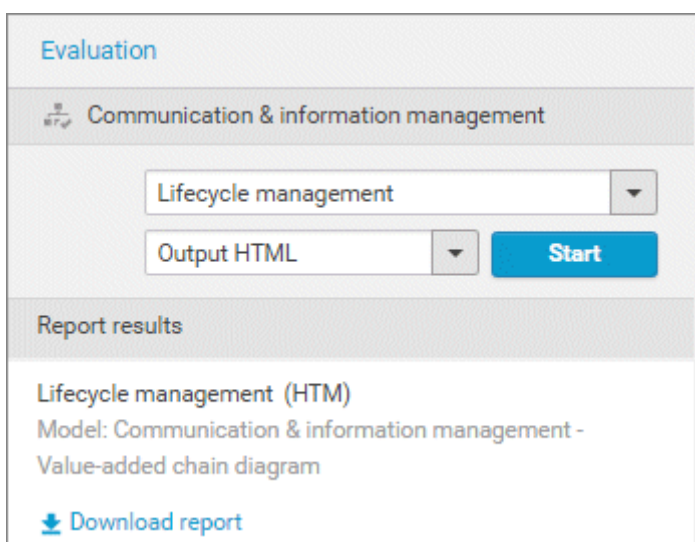 Evaluation
Communication & information management
Lifecycle management
Output HTML
Start
Report results
Lifecycle management (HTM)
Model: Communication & information management -
Value-added chain diagram
Download report